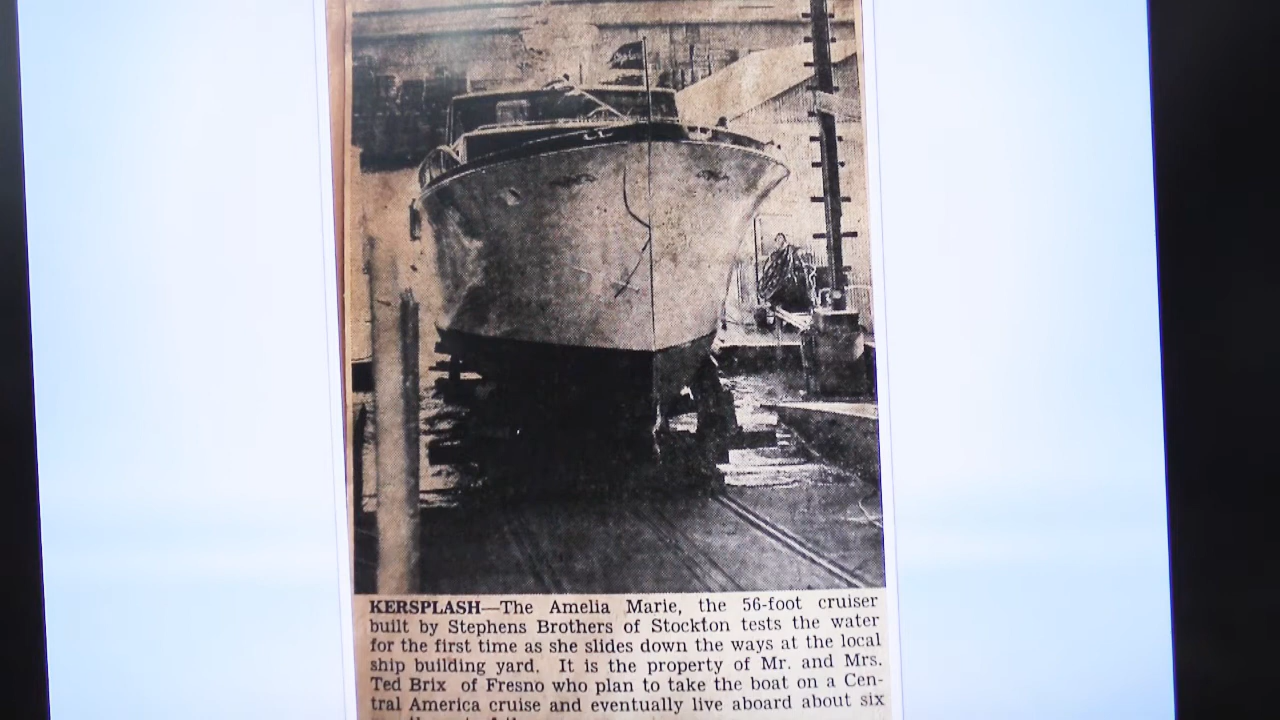 KERSPLASH—The Amelia Marie, the 56-foot cruiser
built by Stephens Brothers of Stockton tests the water
for the first time as she slides down the ways at the local
ship building yard. It is the property of Mr. and Mrs.
Ted Brix of Fresno who plan to take the boat on a Cen-
tral America cruise and eventually live aboard about six